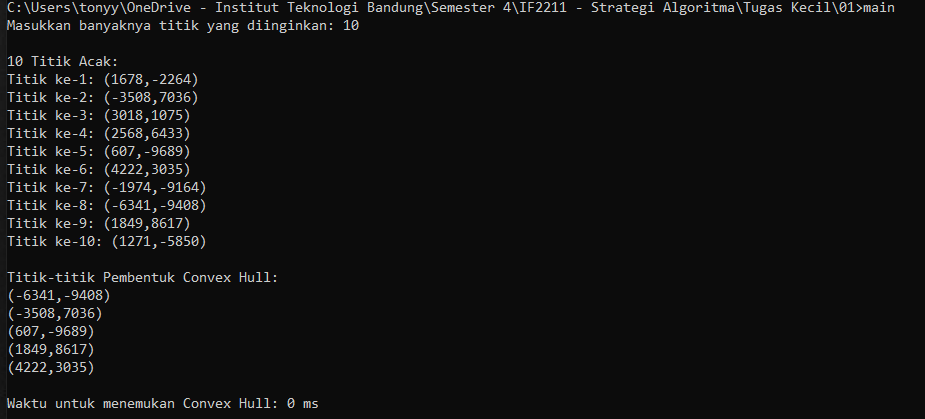 C:\Users\tonyy\OneDrive - Institut Teknologi Bandung\Semester 4\IF2211 - Strategi Algoritma\Tugas Kecil\01>main
Masukkan banyaknya titik yang diinginkan: 10
10 Titik Acak:
Titik ke-1: (1678,-2264)
Titik ke-2: (-3508,7036)
Titik ke-3: (3018,1075)
Titik ke-4: (2568,6433)
Titik ke-5: (607,-9689)
Titik ke-6: (4222,3035)
Titik ke-7: (-1974,-9164)
Titik ke-8: (-6341,-9408)
Titik ke-9: (1849,8617)
Titik ke-10: (1271,-5850)
Titik-titik Pembentuk Convex Hull:
(-6341,-9408)
(-3508,7036)
(607,-9689)
(1849,8617)
(4222,3035)
Waktu untuk menemukan Convex Hull: 0 ms